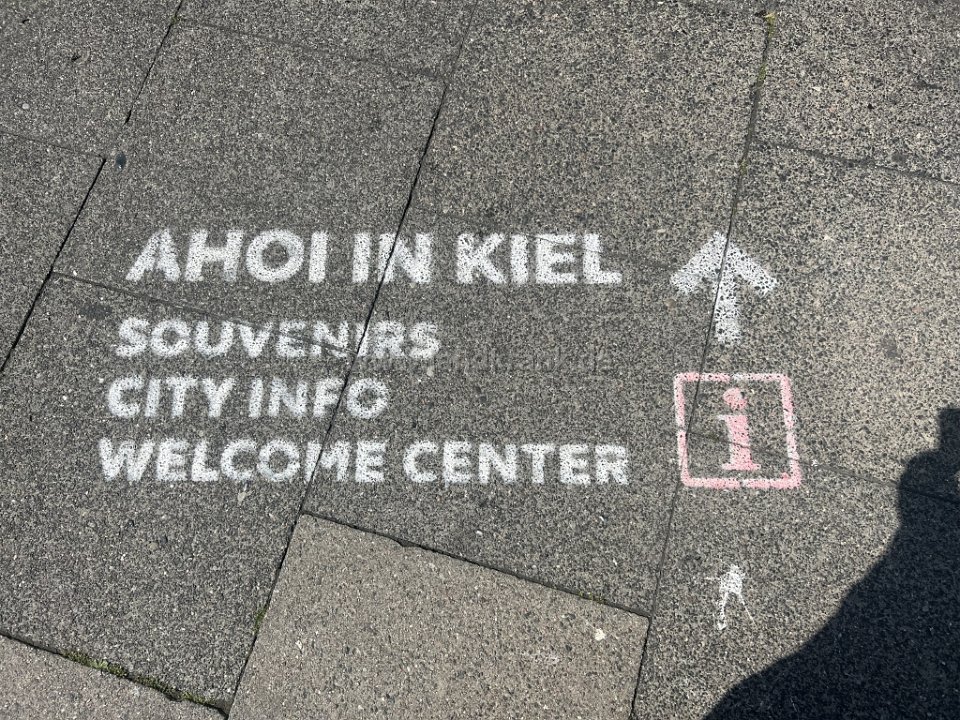 AHOI IN KIEL
SOUVENIRS
CITY INFO
WELCOME CENTER
i